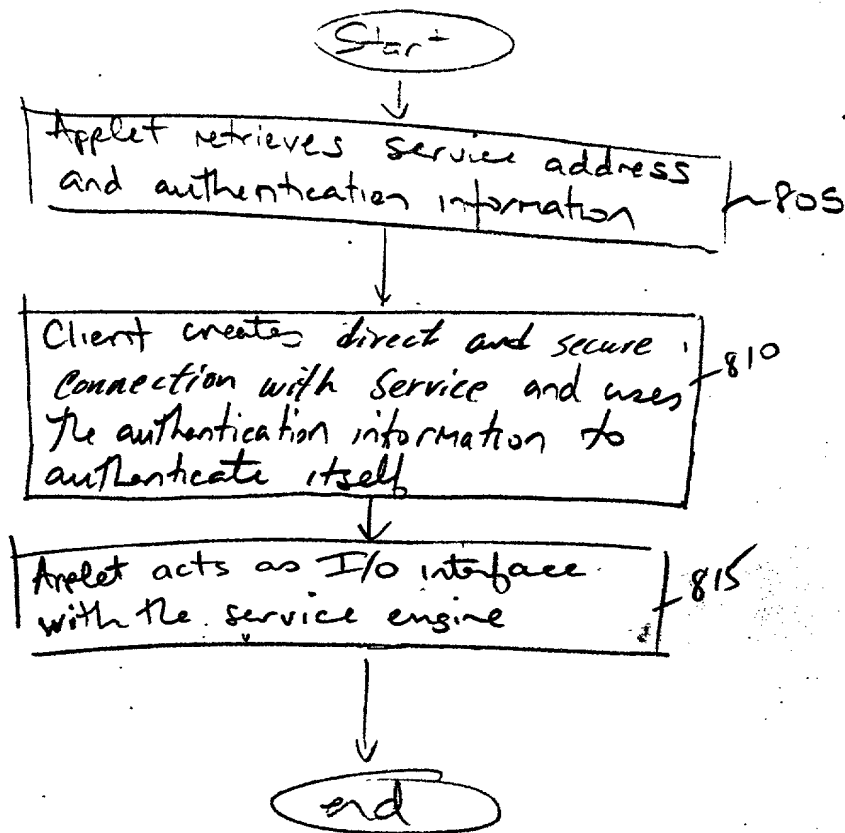 Start
Applet retrieves service address
and authentication information
805
Client creates direct and secure
connection with service and uses
the authentication information to
authenticate itself
810
Applet acts as I/O interface
with the service engine
815
end